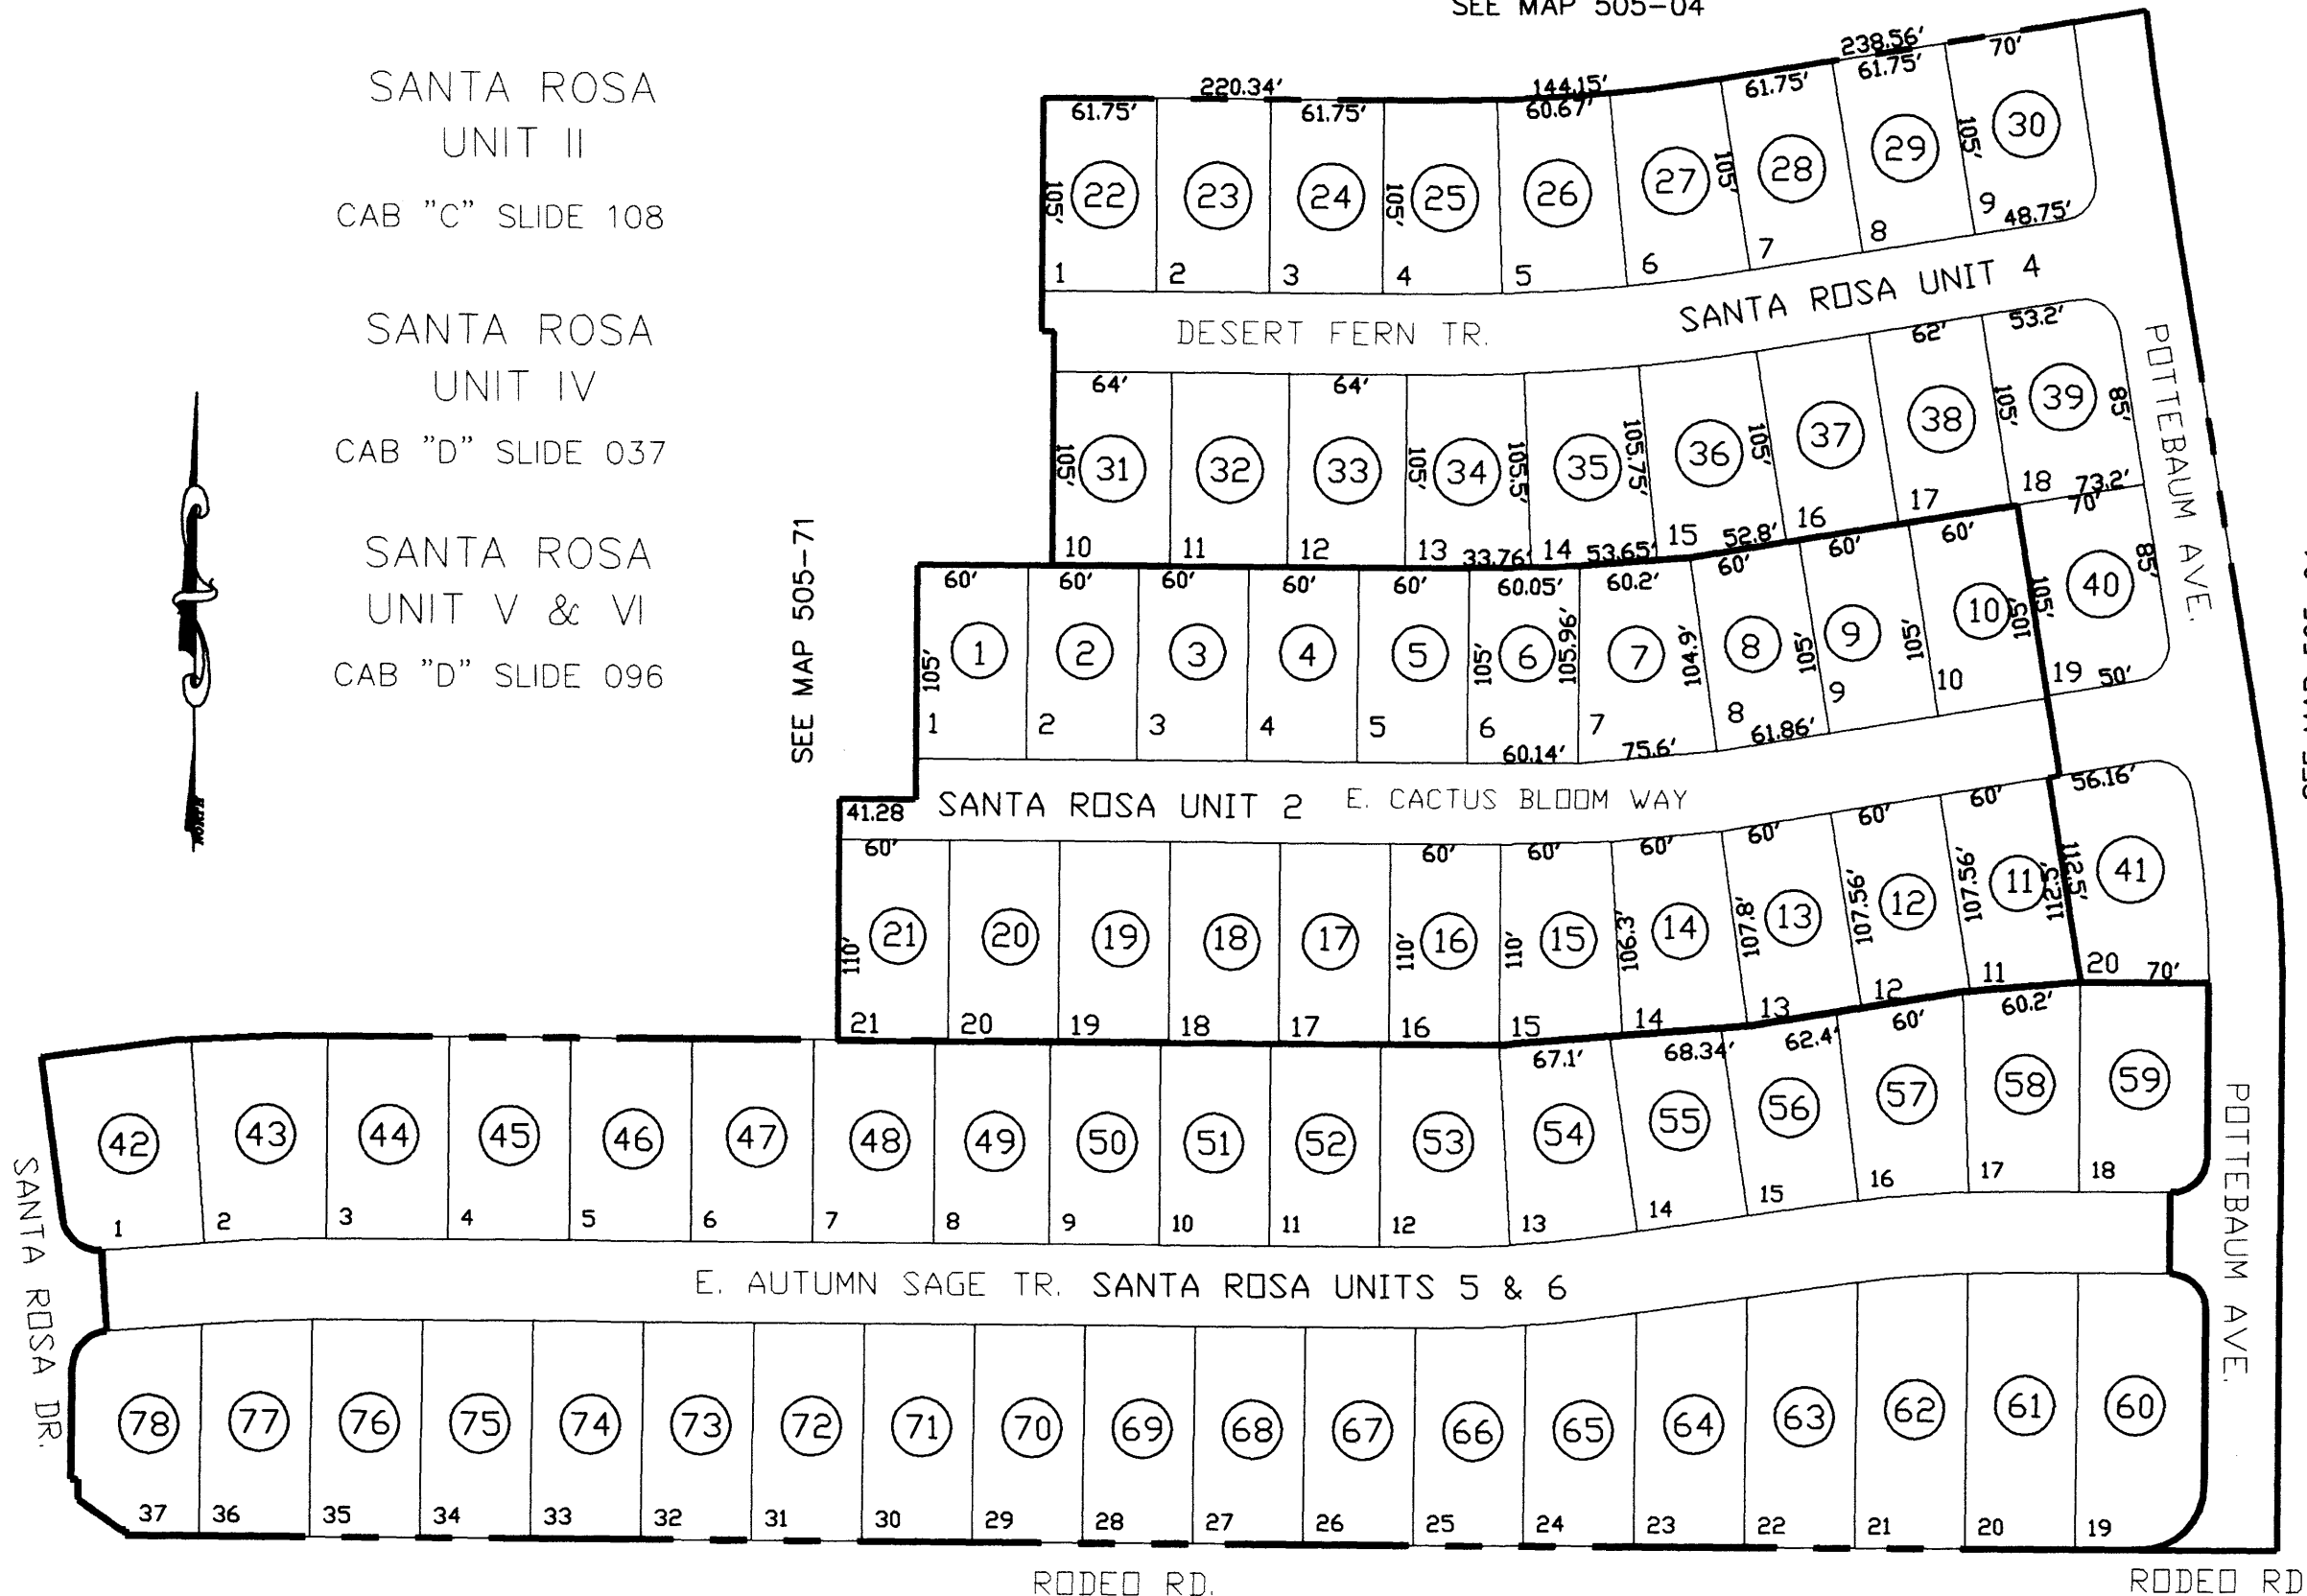 SEE MAP 505-04
SANTA ROSA
UNIT II
CAB "C" SLIDE 108
SANTA ROSA
UNIT IV
CAB "D" SLIDE 037
SANTA ROSA
UNIT V & VI
CAB "D" SLIDE 096
SEE MAP 505-71
220.34' 144.15' 238.56'
61.75' 61.75' 60.67' 61.75' 61.75' 70'
105' 105' 105' 105'
22 23 24 25 26 27 28 29 30
1 2 3 4 5 6 7 8 9 48.75'
DESERT FERN TR.
SANTA ROSA UNIT 4
64' 64' 62' 53.2'
105' 105' 105.5' 105.75' 105' 105' 85'
31 32 33 34 35 36 37 38 39
10 11 12 13 33.76' 14 53.65' 15 52.8' 16 17 18 73.2'
POTTEBAUM AVE.
60' 60' 60' 60' 60' 60.05' 60.2' 60' 60' 60' 70'
105' 105' 105.96' 104.9' 105' 105' 105' 105' 85'
1 2 3 4 5 6 7 8 9 10 40
1 2 3 4 5 6 7 8 9 10 19 50'
60.14' 75.6' 61.86'
41.28
SANTA ROSA UNIT 2
E. CACTUS BLOOM WAY
60' 60' 60' 60' 60' 60' 60' 56.16'
110' 110' 110' 106.3' 107.8' 107.56' 107.56' 112.5' 112.5'
21 20 19 18 17 16 15 14 13 12 11 41
21 20 19 18 17 16 15 14 13 12 11 20 70'
67.1' 68.34' 62.4' 60' 60.2'
42 43 44 45 46 47 48 49 50 51 52 53 54 55 56 57 58 59
1 2 3 4 5 6 7 8 9 10 11 12 13 14 15 16 17 18
SANTA ROSA DR.
E. AUTUMN SAGE TR.
SANTA ROSA UNITS 5 & 6
POTTEBAUM AVE.
78 77 76 75 74 73 72 71 70 69 68 67 66 65 64 63 62 61 60
37 36 35 34 33 32 31 30 29 28 27 26 25 24 23 22 21 20 19
RODEO RD.
RODEO RD